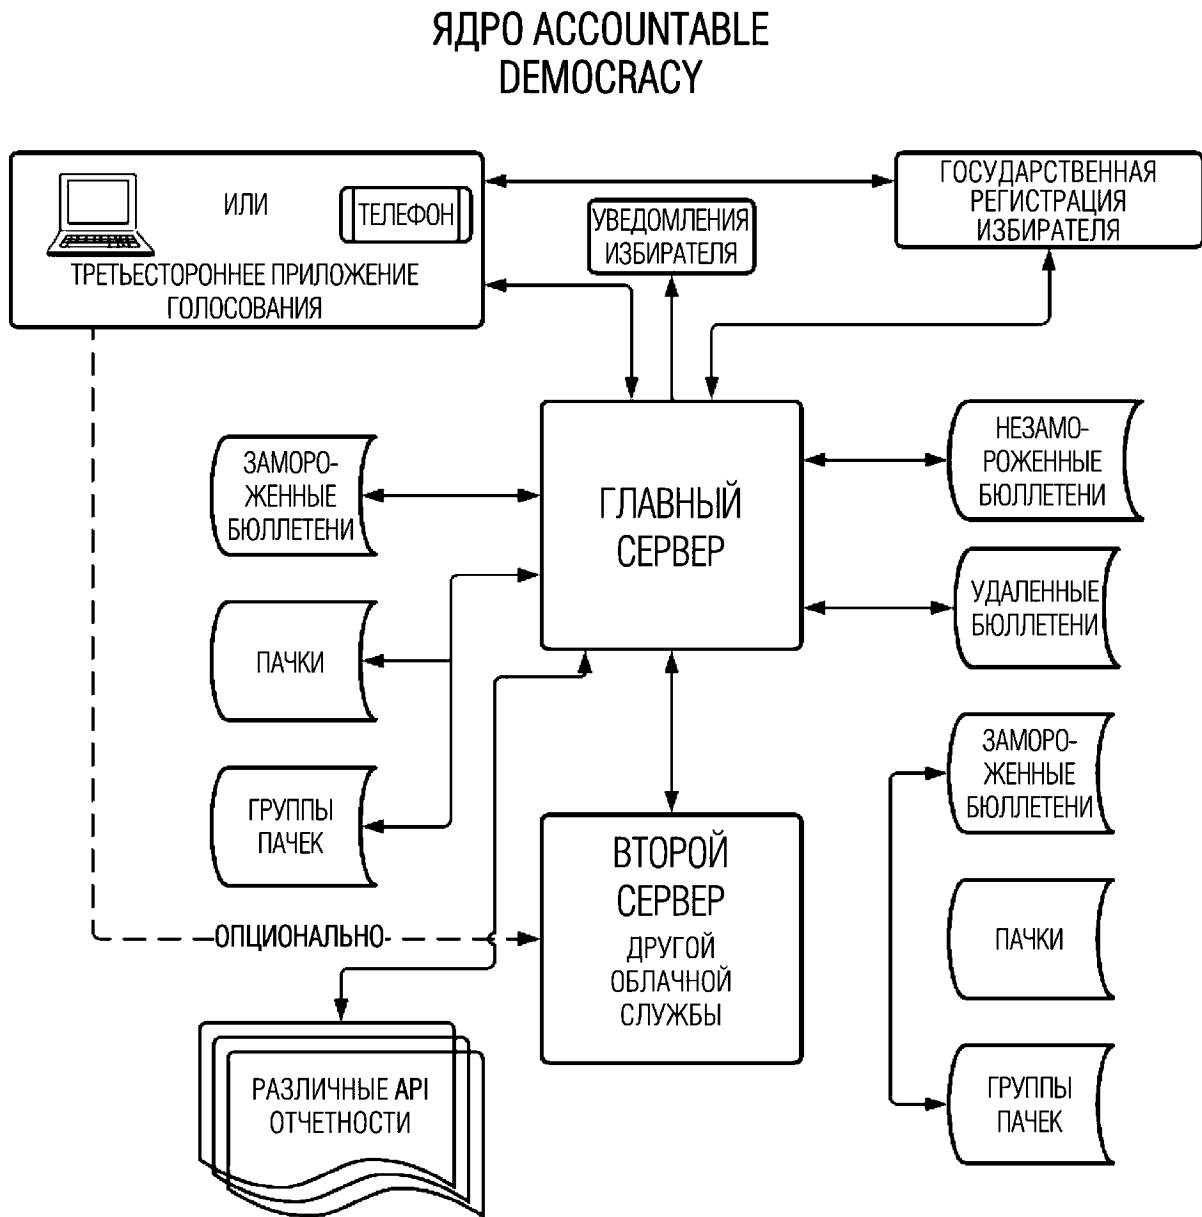 ЯДРО ACCOUNTABLE
DEMOCRACY
ИЛИ
ТЕЛЕФОН
ТРЕТЬЕСТОРОННЕЕ ПРИЛОЖЕНИЕ
ГОЛОСОВАНИЯ
УВЕДОМЛЕНИЯ
ИЗБИРАТЕЛЯ
ГОСУДАРСТВЕННАЯ
РЕГИСТРАЦИЯ
ИЗБИРАТЕЛЯ
ЗАМОРО-
ЖЕННЫЕ
БЮЛЛЕТЕНИ
ГЛАВНЫЙ
СЕРВЕР
НЕЗАМО-
РОЖЕННЫЕ
БЮЛЛЕТЕНИ
УДАЛЕННЫЕ
БЮЛЛЕТЕНИ
ПАЧКИ
ГРУППЫ
ПАЧЕК
ВТОРОЙ
СЕРВЕР
ДРУГОЙ
ОБЛАЧНОЙ
СЛУЖБЫ
ЗАМОРО-
ЖЕННЫЕ
БЮЛЛЕТЕНИ
ПАЧКИ
ГРУППЫ
ПАЧЕК
ОПЦИОНАЛЬНО
РАЗЛИЧНЫЕ API
ОТЧЕТНОСТИ